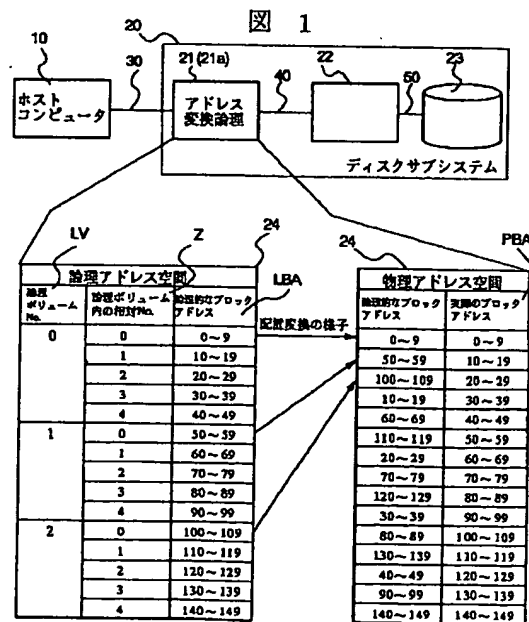 図 1
20
10
21(21a)
22
23
30
40
50
ホスト
コンピュータ
アドレス
変換論理
ディスクサブシステム
LV
Z
24
LBA
24
PBA
論理アドレス空間
論理
ボリューム
No.
論理ボリューム
内の相対No.
論理的なブロック
アドレス
0 0 0～9
1 10～19
2 20～29
3 30～39
4 40～49
1 0 50～59
1 60～69
2 70～79
3 80～89
4 90～99
2 0 100～109
1 110～119
2 120～129
3 130～139
4 140～149
配置変換の様子
物理アドレス空間
論理的なブロック
アドレス
実際のブロック
アドレス
0～9 0～9
50～59 10～19
100～109 20～29
10～19 30～39
60～69 40～49
110～119 50～59
20～29 60～69
70～79 70～79
120～129 80～89
30～39 90～99
80～89 100～109
130～139 110～119
40～49 120～129
90～99 130～139
140～149 140～149